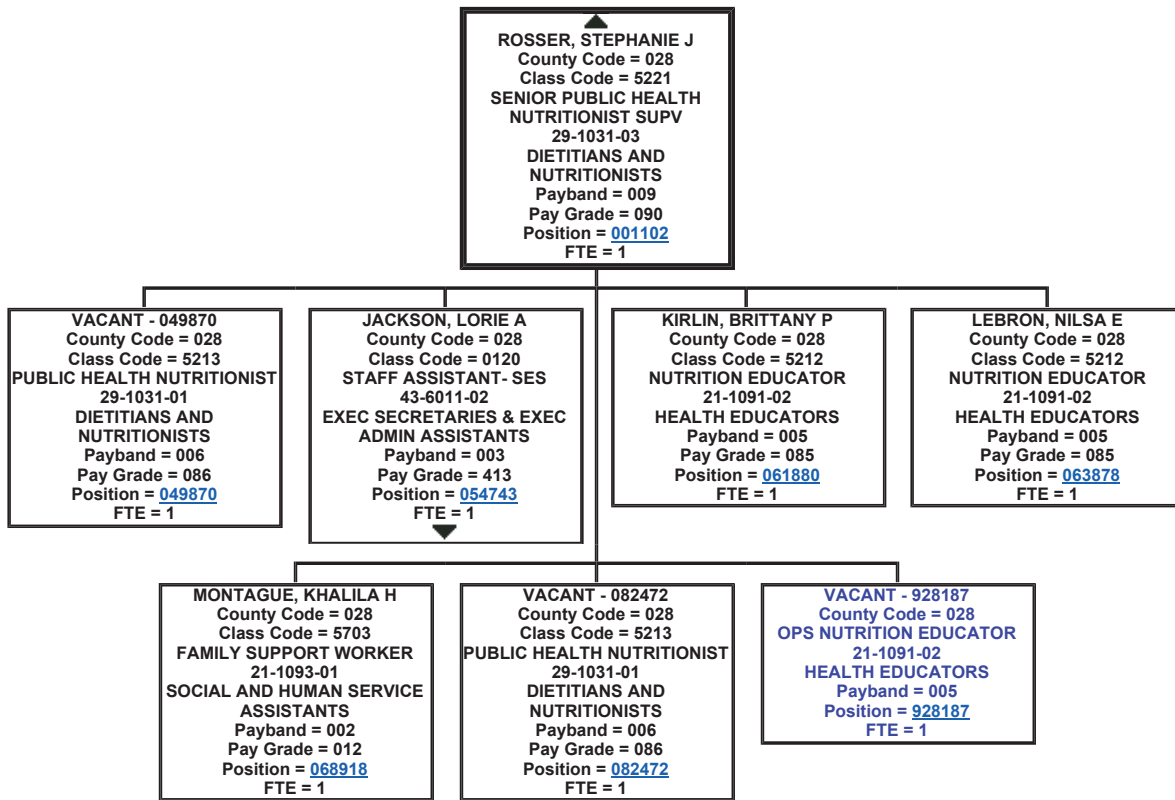 ROSSER, STEPHANIE J
County Code = 028
Class Code = 5221
SENIOR PUBLIC HEALTH
NUTRITIONIST SUPV
29-1031-03
DIETITIANS AND
NUTRITIONISTS
Payband = 009
Pay Grade = 090
Position = 001102
FTE = 1
VACANT - 049870
County Code = 028
Class Code = 5213
PUBLIC HEALTH NUTRITIONIST
29-1031-01
DIETITIANS AND
NUTRITIONISTS
Payband = 006
Pay Grade = 086
Position = 049870
FTE = 1
JACKSON, LORIE A
County Code = 028
Class Code = 0120
STAFF ASSISTANT- SES
43-6011-02
EXEC SECRETARIES & EXEC
ADMIN ASSISTANTS
Payband = 003
Pay Grade = 413
Position = 054743
FTE = 1
KIRLIN, BRITTANY P
County Code = 028
Class Code = 5212
NUTRITION EDUCATOR
21-1091-02
HEALTH EDUCATORS
Payband = 005
Pay Grade = 085
Position = 061880
FTE = 1
LEBRON, NILSA E
County Code = 028
Class Code = 5212
NUTRITION EDUCATOR
21-1091-02
HEALTH EDUCATORS
Payband = 005
Pay Grade = 085
Position = 063878
FTE = 1
MONTAGUE, KHALILA H
County Code = 028
Class Code = 5703
FAMILY SUPPORT WORKER
21-1093-01
SOCIAL AND HUMAN SERVICE
ASSISTANTS
Payband = 002
Pay Grade = 012
Position = 068918
FTE = 1
VACANT - 082472
County Code = 028
Class Code = 5213
PUBLIC HEALTH NUTRITIONIST
29-1031-01
DIETITIANS AND
NUTRITIONISTS
Payband = 006
Pay Grade = 086
Position = 082472
FTE = 1
VACANT - 928187
County Code = 028
OPS NUTRITION EDUCATOR
21-1091-02
HEALTH EDUCATORS
Payband = 005
Position = 928187
FTE = 1